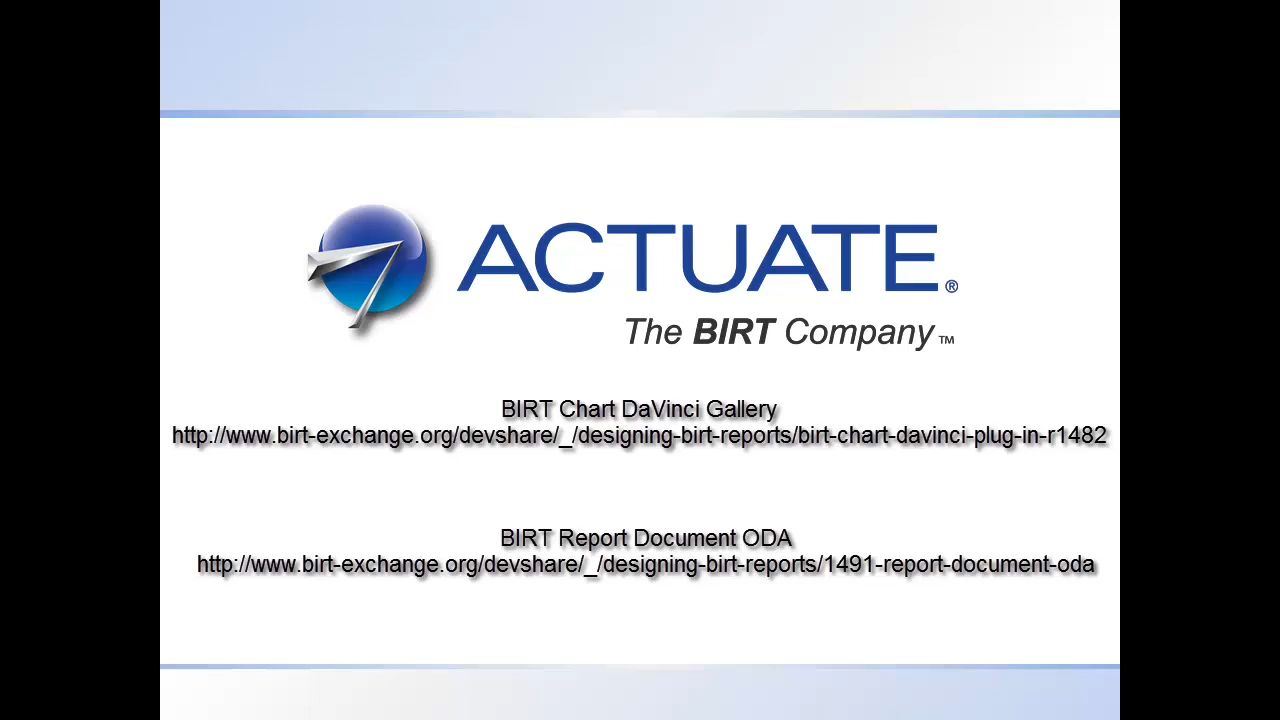 ACTUATE®
The BIRT Company™
BIRT Chart DaVinci Gallery
http://www.birt-exchange.org/devshare/_/designing-birt-reports/birt-chart-davinci-plug-in-r1482
BIRT Report Document ODA
http://www.birt-exchange.org/devshare/_/designing-birt-reports/1491-report-document-oda